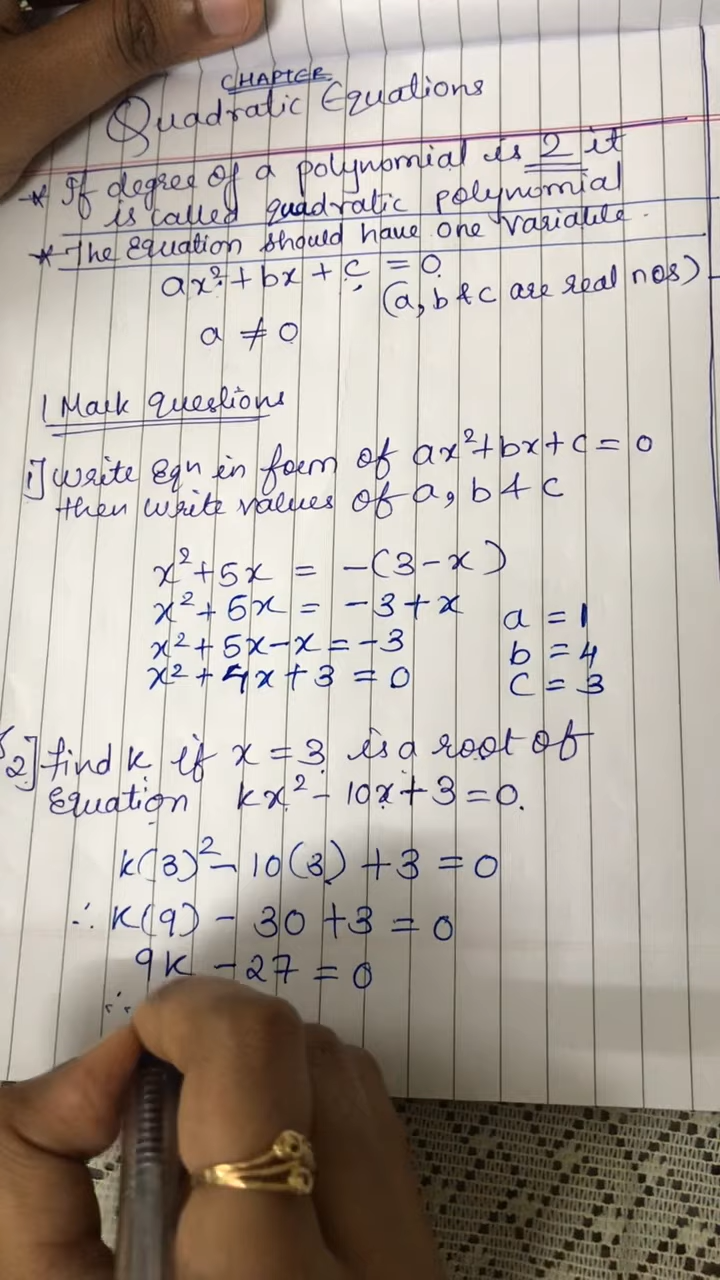 CHAPTER
Quadratic Equations
* If degree of a polynomial is 2 it
is called quadratic polynomial
* The Equation should have one variable.
ax²+bx+c = 0
(a, b & c are real nos)
a ≠ 0
1 Mark questions
1] Write Eqn in form of ax²+bx+c = 0
then write values of a, b & c
x²+5x = -(3-x)
x²+5x = -3+x
x²+5x-x = -3
x²+4x+3 = 0
a = 1
b = 4
c = 3
2] find k if x = 3 is a root of
Equation kx²-10x+3=0.
k(3)²-10(3)+3=0
∴ k(9) - 30+3 = 0
9k - 27 = 0
∴